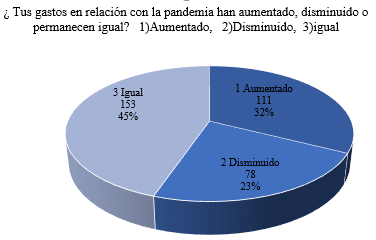 ¿ Tus gastos en relación con la pandemia han aumentado, disminuido o
permanecen igual?   1)Aumentado,   2)Disminuido,  3)igual
3 Igual
153
45%
1 Aumentado
111
32%
2 Disminuido
78
23%